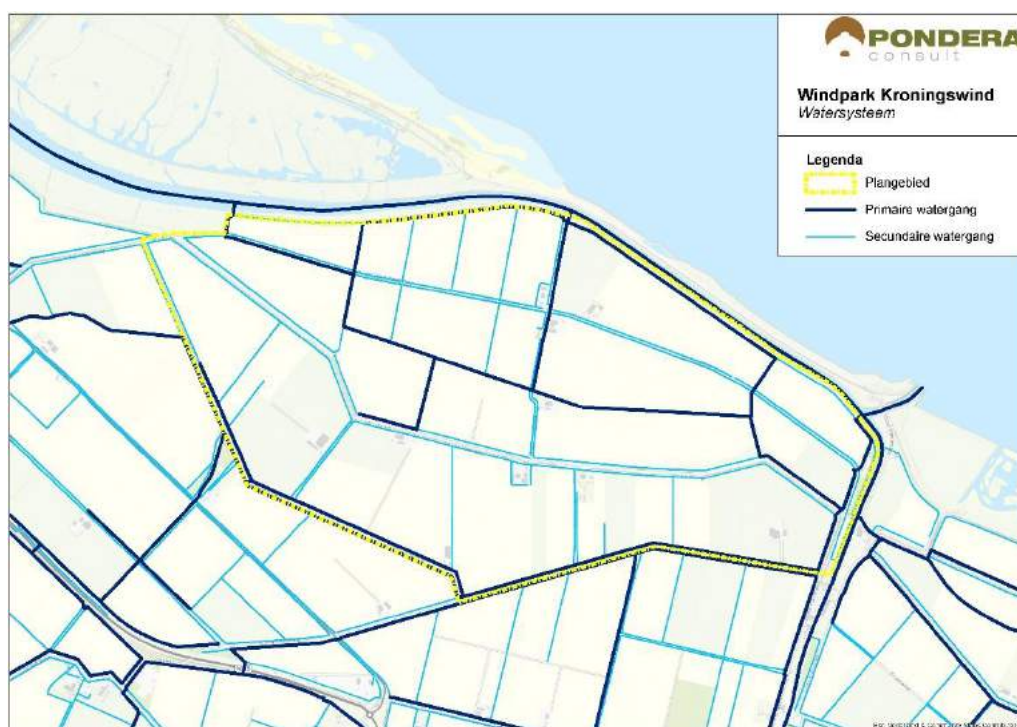 PONDERA
consult
Windpark Kroningswind
Watersysteem
Legenda
Plangebied
Primaire watergang
Secundaire watergang